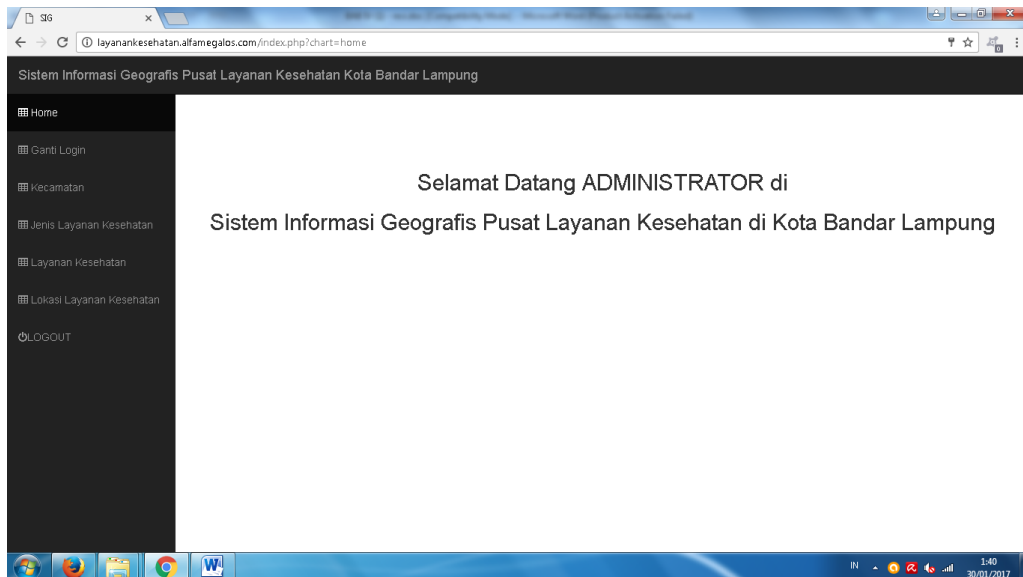 SIG
layanankesehatan.alfamegalos.com/index.php?chart=home
Sistem Informasi Geografis Pusat Layanan Kesehatan Kota Bandar Lampung
Home
Ganti Login
Kecamatan
Jenis Layanan Kesehatan
Layanan Kesehatan
Lokasi Layanan Kesehatan
LOGOUT
Selamat Datang ADMINISTRATOR di
Sistem Informasi Geografis Pusat Layanan Kesehatan di Kota Bandar Lampung
IN
1:40
30/01/2017